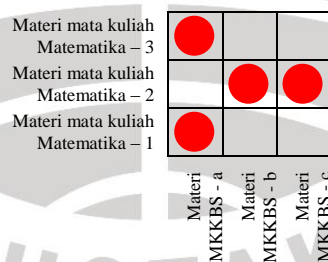 Materi mata kuliah
Matematika – 3
Materi mata kuliah
Matematika – 2
Materi mata kuliah
Matematika – 1
Materi
MKKBS - a
Materi
MKKBS - b
Materi
MKKBS - c